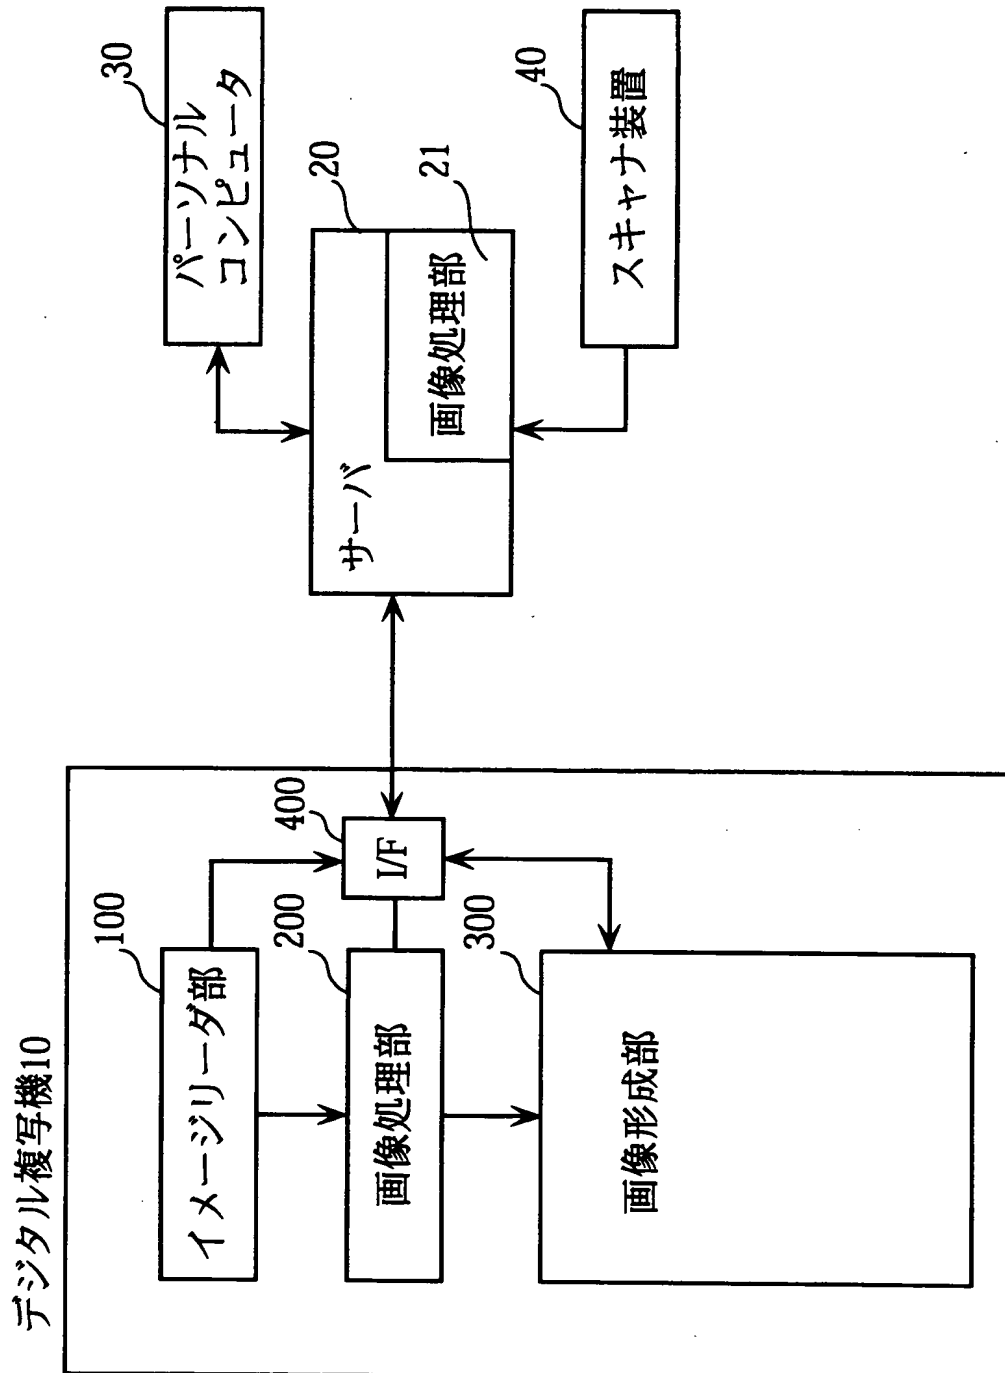 デジタル複写機10
100
イメージリーダ部
200
画像処理部
300
画像形成部
400
I/F
20
サーバ
21
画像処理部
30
パーソナル
コンピュータ
40
スキャナ装置